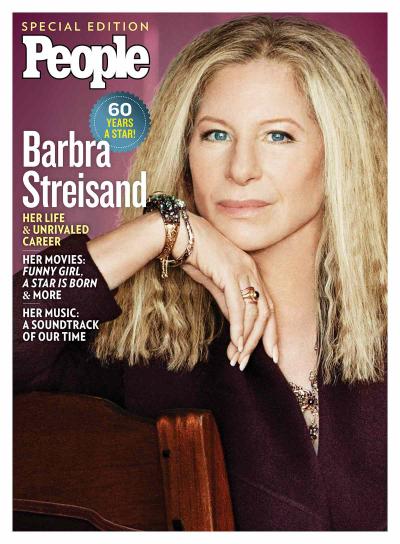 SPECIAL EDITION
People
60
YEARS
A STAR!
Barbra
Streisand
HER LIFE
& UNRIVALED
CAREER
HER MOVIES:
FUNNY GIRL,
A STAR IS BORN
& MORE
HER MUSIC:
A SOUNDTRACK
OF OUR TIME